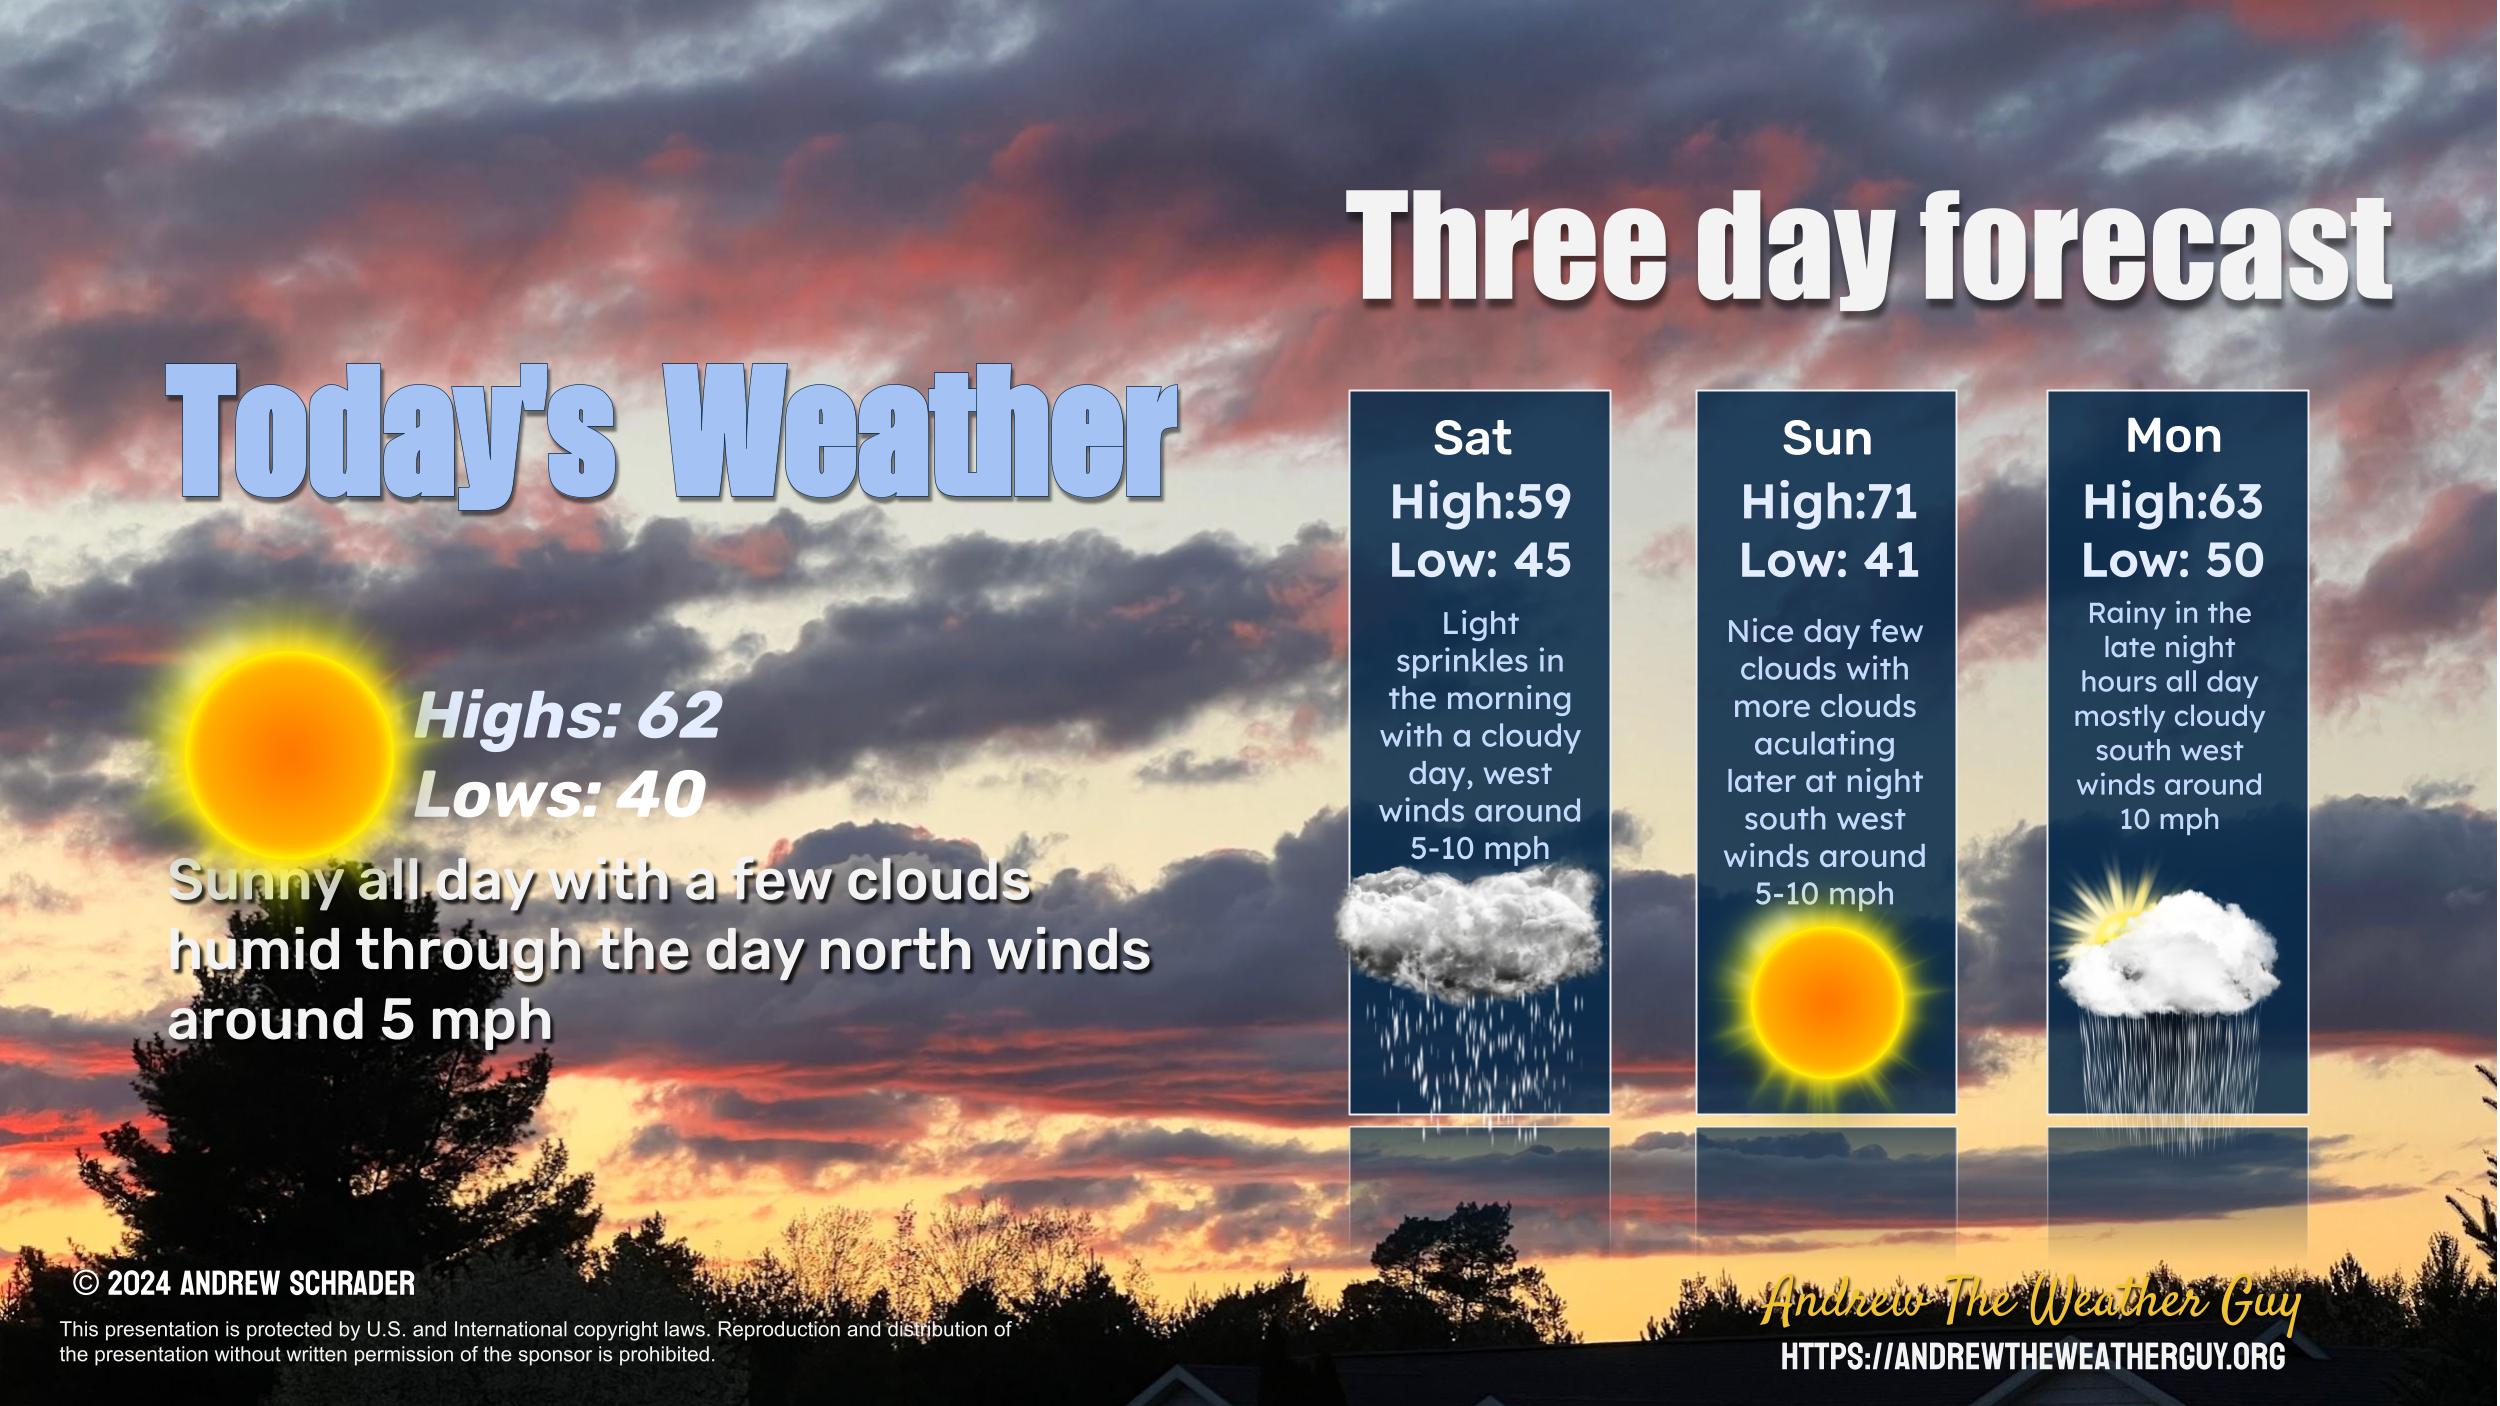 Three day forecast
Today's Weather
Highs: 62
Lows: 40
Sunny all day with a few clouds
humid through the day north winds
around 5 mph
Sat
High:59
Low: 45
Light
sprinkles in
the morning
with a cloudy
day, west
winds around
5-10 mph
Sun
High:71
Low: 41
Nice day few
clouds with
more clouds
aculating
later at night
south west
winds around
5-10 mph
Mon
High:63
Low: 50
Rainy in the
late night
hours all day
mostly cloudy
south west
winds around
10 mph
© 2024 ANDREW SCHRADER
This presentation is protected by U.S. and International copyright laws. Reproduction and distribution of
the presentation without written permission of the sponsor is prohibited.
Andrew The Weather Guy
HTTPS://ANDREWTHEWEATHERGUY.ORG